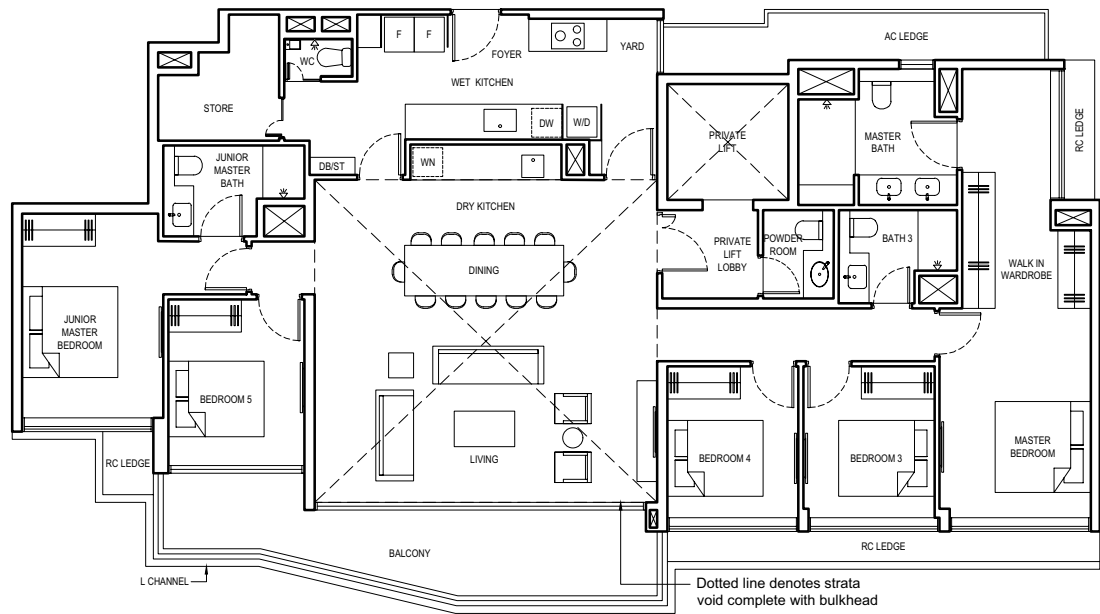 AC LEDGE
F
F
FOYER
YARD
WC
WET KITCHEN
STORE
DW
W/D
PRIVATE
LIFT
MASTER
BATH
RC LEDGE
JUNIOR
MASTER
BATH
DB/ST
WN
DRY KITCHEN
DINING
PRIVATE
LIFT
LOBBY
POWDER
ROOM
BATH 3
WALK IN
WARDROBE
JUNIOR
MASTER
BEDROOM
BEDROOM 5
LIVING
BEDROOM 4
BEDROOM 3
MASTER
BEDROOM
RC LEDGE
BALCONY
RC LEDGE
L CHANNEL
Dotted line denotes strata
void complete with bulkhead